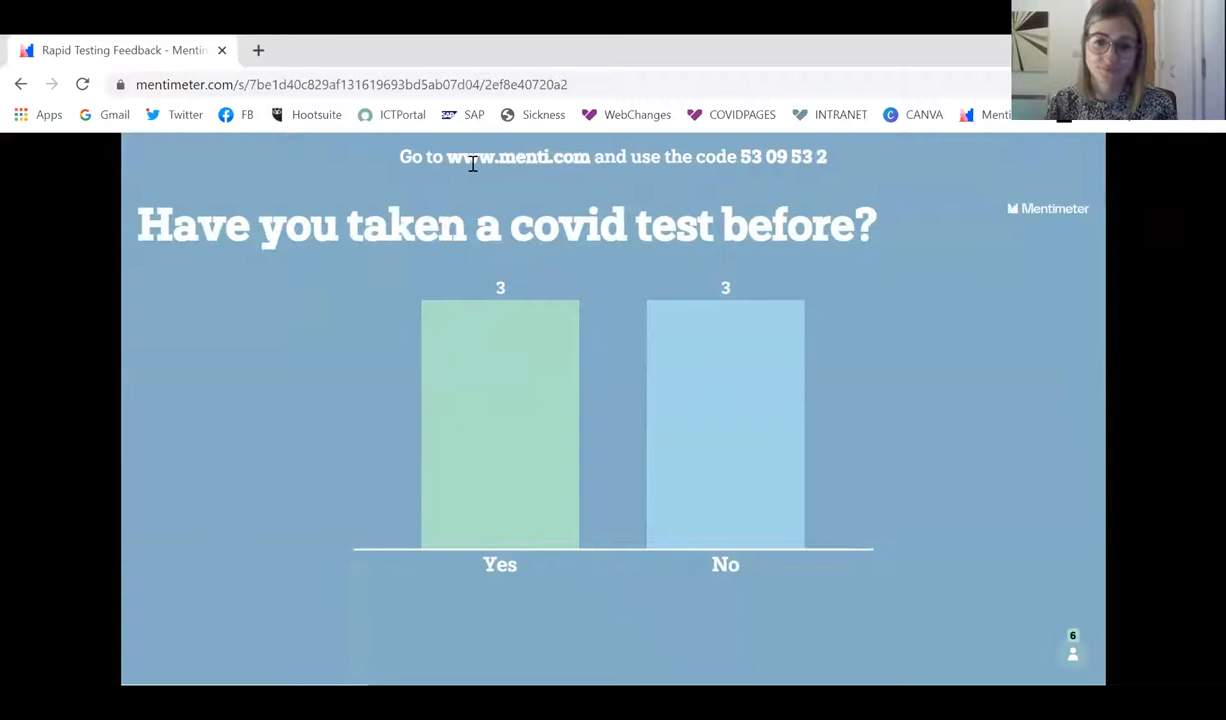 Rapid Testing Feedback - Mentin
mentimeter.com/s/7be1d40c829af131619693bd5ab07d04/2ef8e40720a2
Apps Gmail Twitter FB Hootsuite ICTPortal SAP Sickness WebChanges COVIDPAGES INTRANET CANVA Menti
Go to www.menti.com and use the code 53 09 53 2
Mentimeter
Have you taken a covid test before?
3 3
Yes No
6